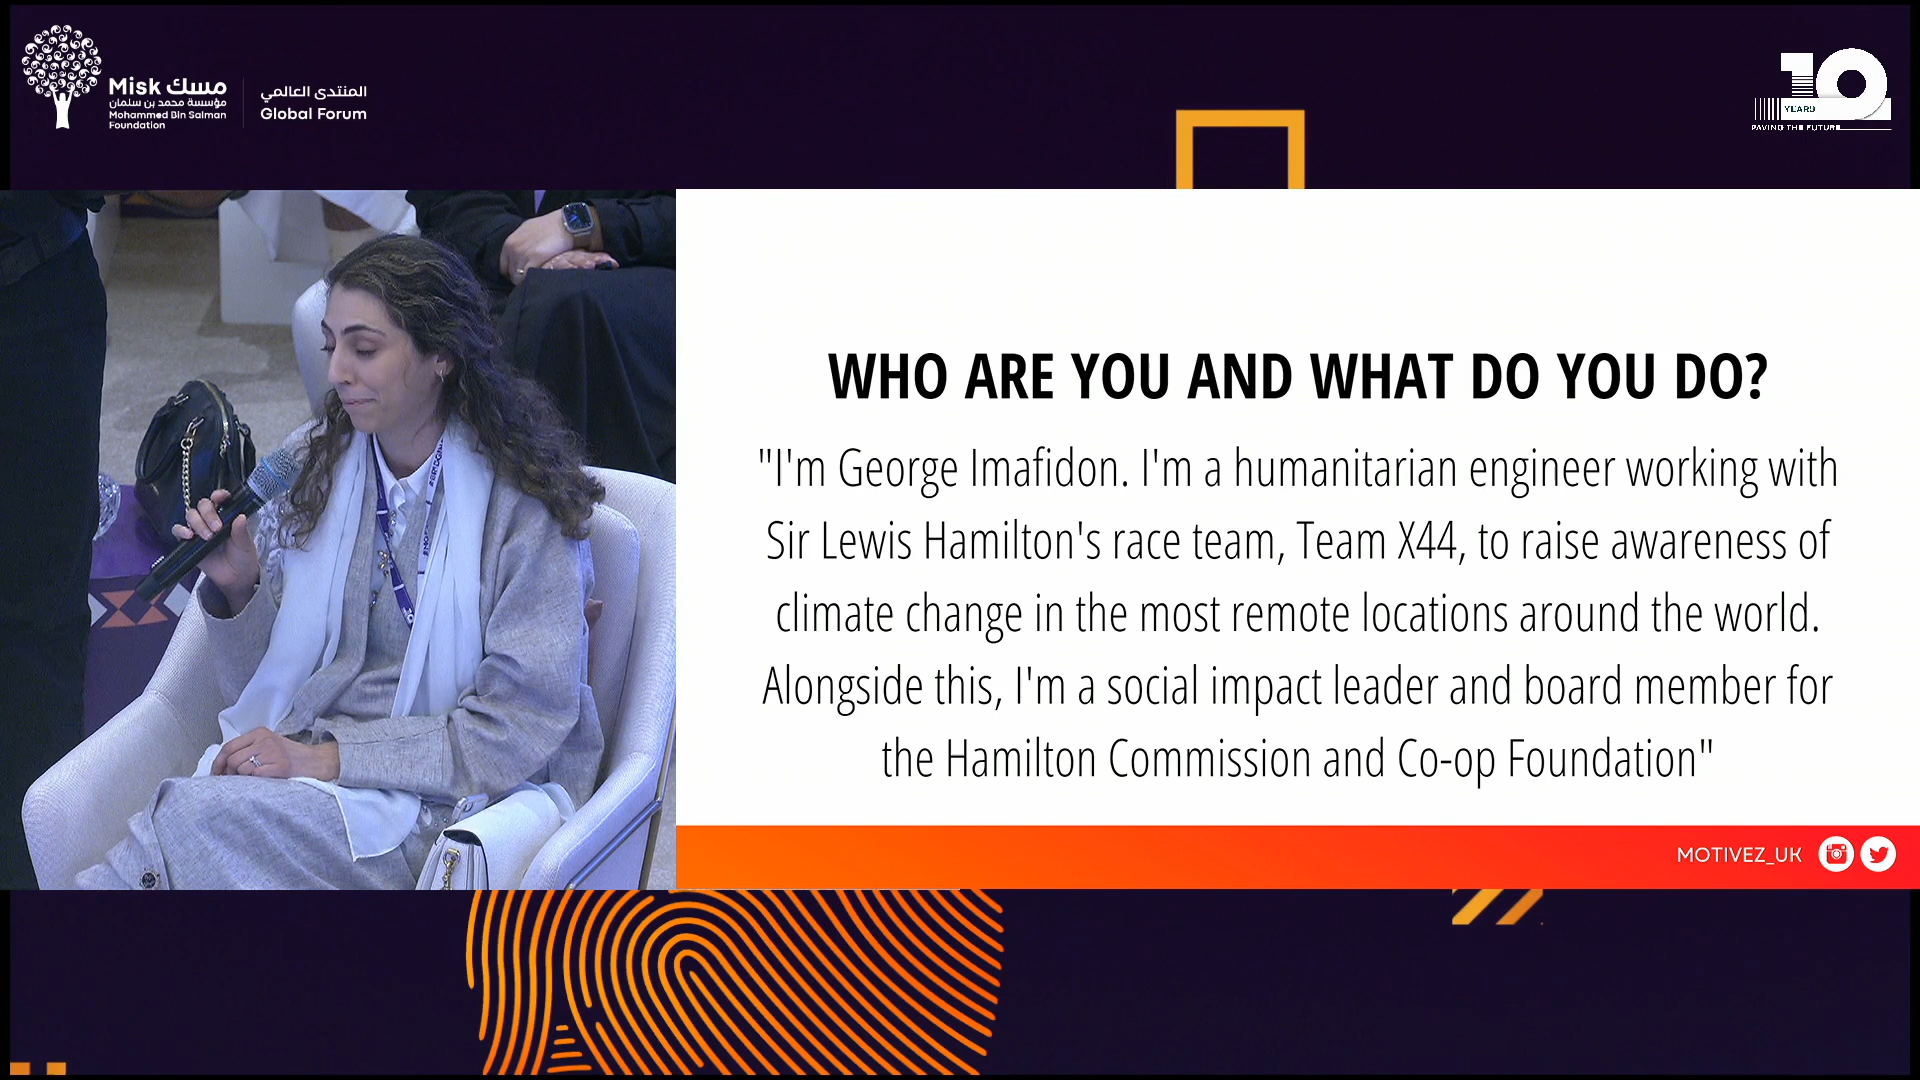 Misk مسك
مؤسسة محمد بن سلمان
Mohammed Bin Salman
Foundation
المنتدى العالمي
Global Forum
10
YEARS
PAVING THE FUTURE
WHO ARE YOU AND WHAT DO YOU DO?
"I'm George Imafidon. I'm a humanitarian engineer working with
Sir Lewis Hamilton's race team, Team X44, to raise awareness of
climate change in the most remote locations around the world.
Alongside this, I'm a social impact leader and board member for
the Hamilton Commission and Co-op Foundation"
MOTIVEZ_UK